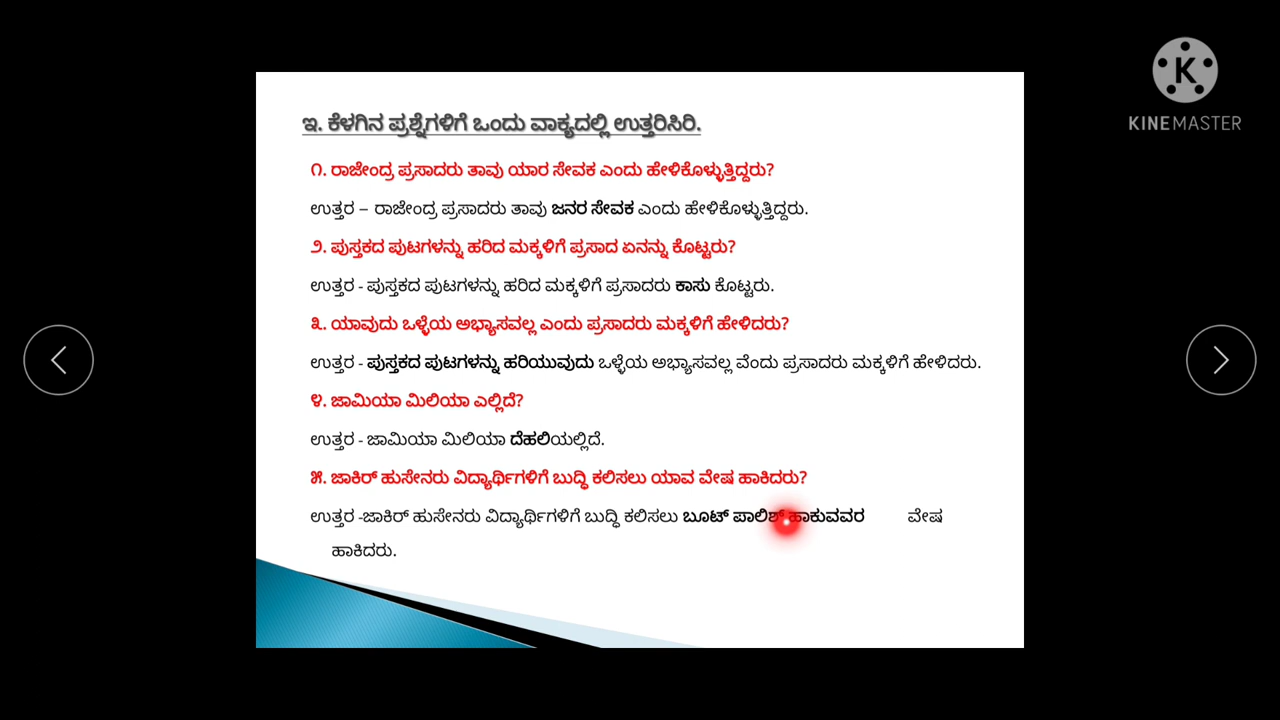 KINEMASTER
ಇ. ಕೆಳಗಿನ ಪ್ರಶ್ನೆಗಳಿಗೆ ಒಂದು ವಾಕ್ಯದಲ್ಲಿ ಉತ್ತರಿಸಿರಿ.
೧. ರಾಜೇಂದ್ರ ಪ್ರಸಾದರು ತಾವು ಯಾರ ಸೇವಕ ಎಂದು ಹೇಳಿಕೊಳ್ಳುತ್ತಿದ್ದರು?
ಉತ್ತರ – ರಾಜೇಂದ್ರ ಪ್ರಸಾದರು ತಾವು ಜನರ ಸೇವಕ ಎಂದು ಹೇಳಿಕೊಳ್ಳುತ್ತಿದ್ದರು.
೨. ಪುಸ್ತಕದ ಪುಟಗಳನ್ನು ಹರಿದ ಮಕ್ಕಳಿಗೆ ಪ್ರಸಾದ ಏನನ್ನು ಕೊಟ್ಟರು?
ಉತ್ತರ - ಪುಸ್ತಕದ ಪುಟಗಳನ್ನು ಹರಿದ ಮಕ್ಕಳಿಗೆ ಪ್ರಸಾದರು ಕಾಸು ಕೊಟ್ಟರು.
೩. ಯಾವುದು ಒಳ್ಳೆಯ ಅಭ್ಯಾಸವಲ್ಲ ಎಂದು ಪ್ರಸಾದರು ಮಕ್ಕಳಿಗೆ ಹೇಳಿದರು?
ಉತ್ತರ - ಪುಸ್ತಕದ ಪುಟಗಳನ್ನು ಹರಿಯುವುದು ಒಳ್ಳೆಯ ಅಭ್ಯಾಸವಲ್ಲ ವೆಂದು ಪ್ರಸಾದರು ಮಕ್ಕಳಿಗೆ ಹೇಳಿದರು.
೪. ಜಾಮಿಯಾ ಮಿಲಿಯಾ ಎಲ್ಲಿದೆ?
ಉತ್ತರ - ಜಾಮಿಯಾ ಮಿಲಿಯಾ ದೆಹಲಿಯಲ್ಲಿದೆ.
೫. ಜಾಕಿರ್ ಹುಸೇನರು ವಿದ್ಯಾರ್ಥಿಗಳಿಗೆ ಬುದ್ಧಿ ಕಲಿಸಲು ಯಾವ ವೇಷ ಹಾಕಿದರು?
ಉತ್ತರ -ಜಾಕಿರ್ ಹುಸೇನರು ವಿದ್ಯಾರ್ಥಿಗಳಿಗೆ ಬುದ್ಧಿ ಕಲಿಸಲು ಬೂಟ್ ಪಾಲಿಶ್ ಹಾಕುವವರ ವೇಷ
ಹಾಕಿದರು.